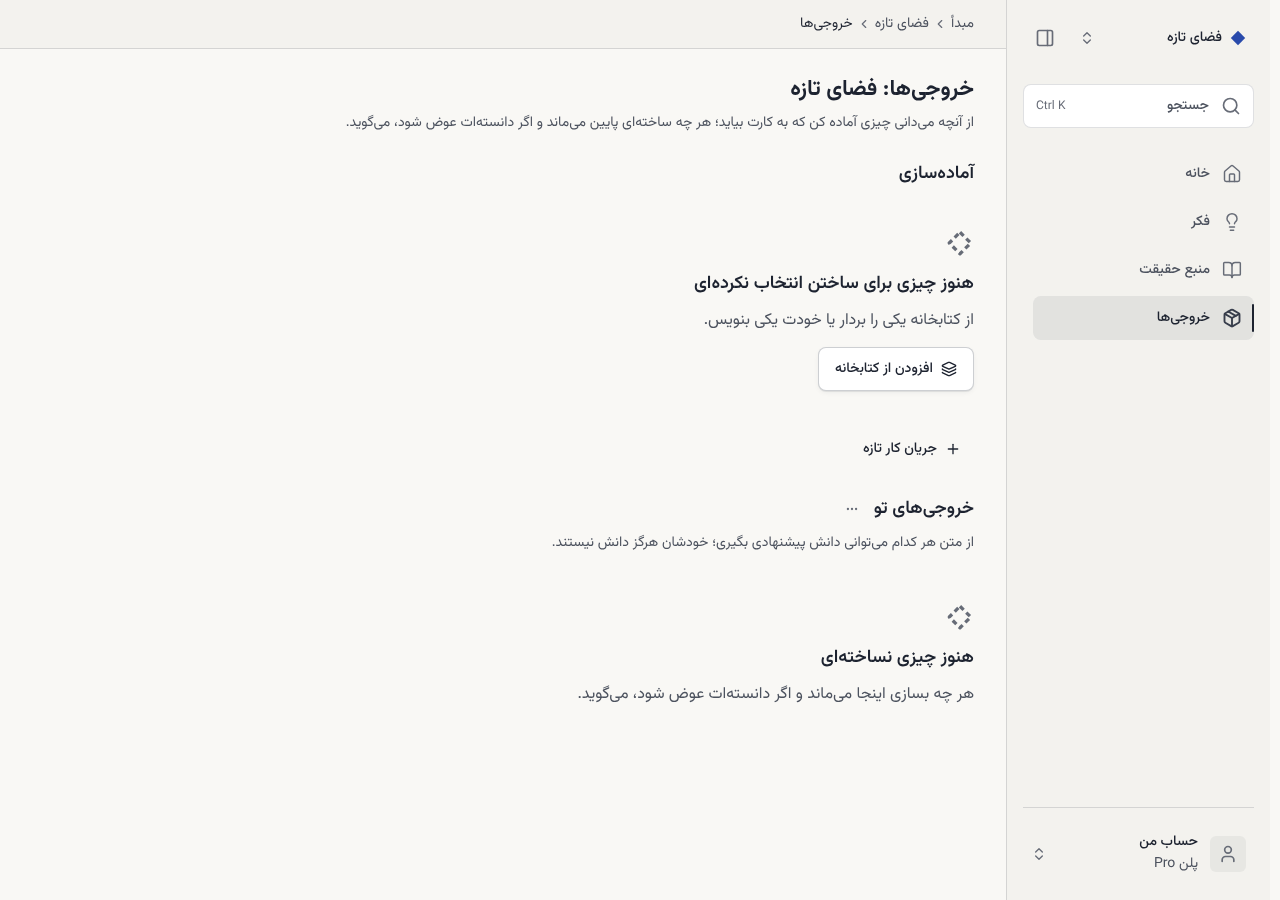 فضای تازه
جستجو
Ctrl K
خانه
فکر
منبع حقیقت
خروجی‌ها
حساب من
پلن Pro
مبدأ
فضای تازه
خروجی‌ها
خروجی‌ها: فضای تازه
از آنچه می‌دانی چیزی آماده کن که به کارت بیاید؛ هر چه ساخته‌ای پایین می‌ماند و اگر دانسته‌ات عوض شود، می‌گوید.
آماده‌سازی
هنوز چیزی برای ساختن انتخاب نکرده‌ای
از کتابخانه یکی را بردار یا خودت یکی بنویس.
افزودن از کتابخانه
جریان کار تازه
خروجی‌های تو ...
از متن هر کدام می‌توانی دانش پیشنهادی بگیری؛ خودشان هرگز دانش نیستند.
هنوز چیزی نساخته‌ای
هر چه بسازی اینجا می‌ماند و اگر دانسته‌ات عوض شود، می‌گوید.